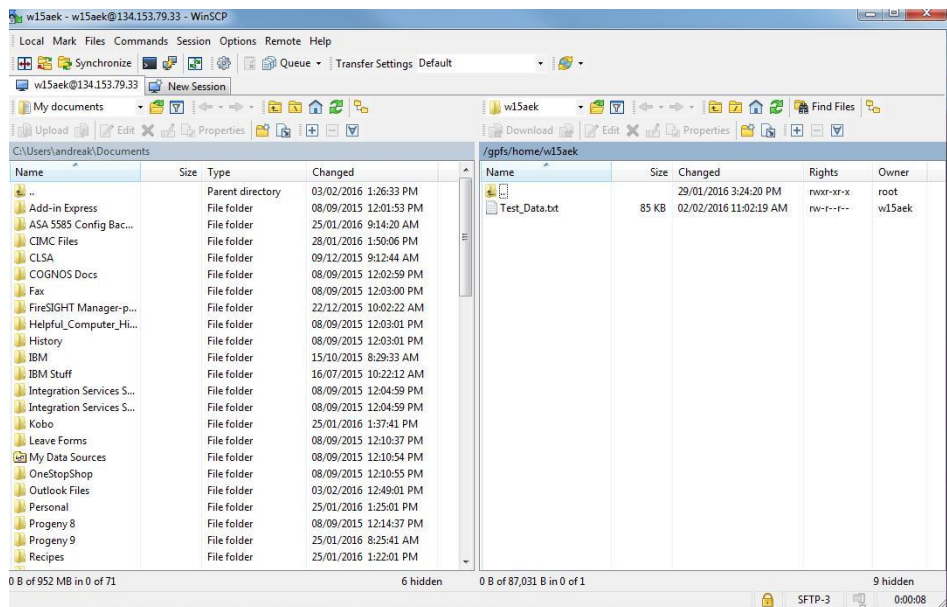 w15aek - w15aek@134.153.79.33 - WinSCP
Local Mark Files Commands Session Options Remote Help
Synchronize Queue Transfer Settings Default
w15aek@134.153.79.33 New Session
My documents w15aek Find Files
Upload Edit Properties Download Edit Properties
C:\Users\andreak\Documents /gpfs/home/w15aek
Name Size Type Changed Name Size Changed Rights Owner
.. Parent directory 03/02/2016 1:26:33 PM .. 29/01/2016 3:24:20 PM rwxr-xr-x root
Add-in Express File folder 08/09/2015 12:01:53 PM Test_Data.txt 85 KB 02/02/2016 11:02:19 AM rw-r--r-- w15aek
ASA 5585 Config Bac... File folder 25/01/2016 9:14:20 AM
CIMC Files File folder 28/01/2016 1:50:06 PM
CLSA File folder 09/12/2015 9:12:44 AM
COGNOS Docs File folder 08/09/2015 12:02:59 PM
Fax File folder 08/09/2015 12:03:00 PM
FireSIGHT Manager-p... File folder 22/12/2015 10:02:22 AM
Helpful_Computer_Hi... File folder 08/09/2015 12:03:01 PM
History File folder 08/09/2015 12:03:01 PM
IBM File folder 15/10/2015 8:29:33 AM
IBM Stuff File folder 16/07/2015 10:22:12 AM
Integration Services S... File folder 08/09/2015 12:04:59 PM
Integration Services S... File folder 08/09/2015 12:04:59 PM
Kobo File folder 25/01/2016 1:37:41 PM
Leave Forms File folder 08/09/2015 12:10:37 PM
My Data Sources File folder 08/09/2015 12:10:54 PM
OneStopShop File folder 08/09/2015 12:10:55 PM
Outlook Files File folder 03/02/2016 12:49:01 PM
Personal File folder 25/01/2016 1:25:01 PM
Progeny 8 File folder 08/09/2015 12:14:37 PM
Progeny 9 File folder 25/01/2016 8:25:41 AM
Recipes File folder 25/01/2016 1:22:01 PM
0 B of 952 MB in 0 of 71 6 hidden 0 B of 87,031 B in 0 of 1 9 hidden
SFTP-3 0:00:08